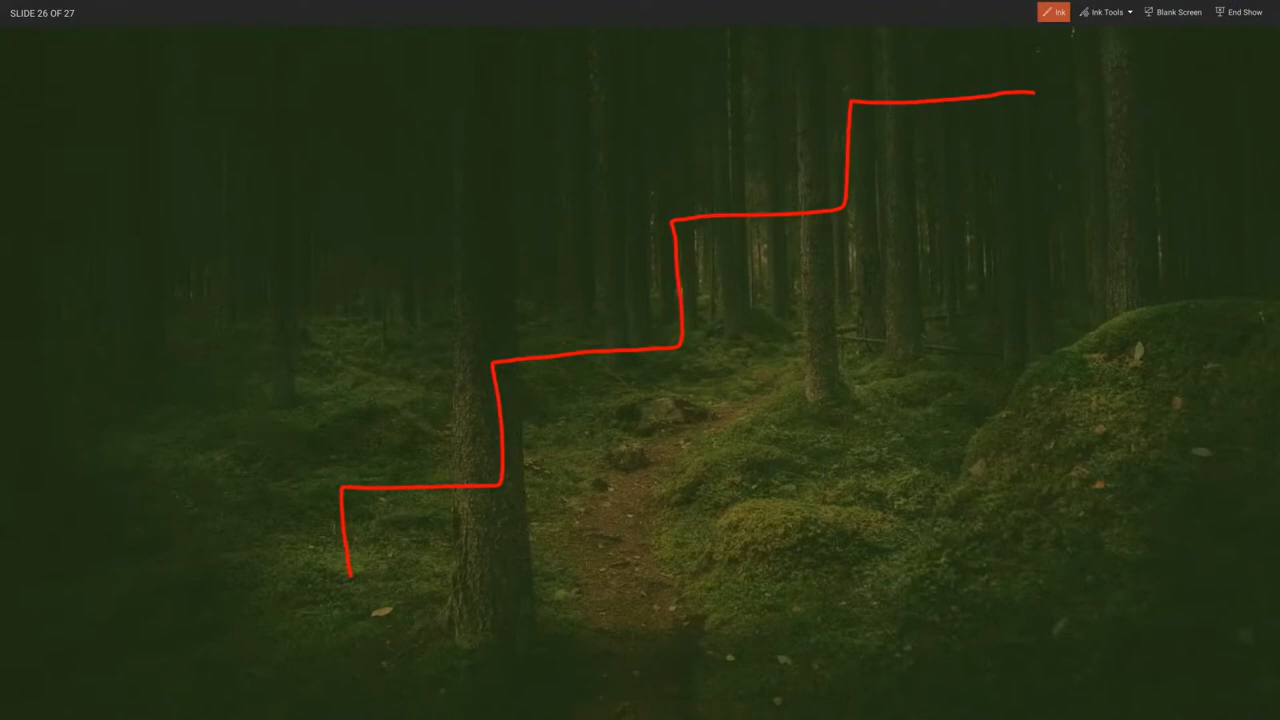 SLIDE 26 OF 27
Ink
Ink Tools
Blank Screen
End Show